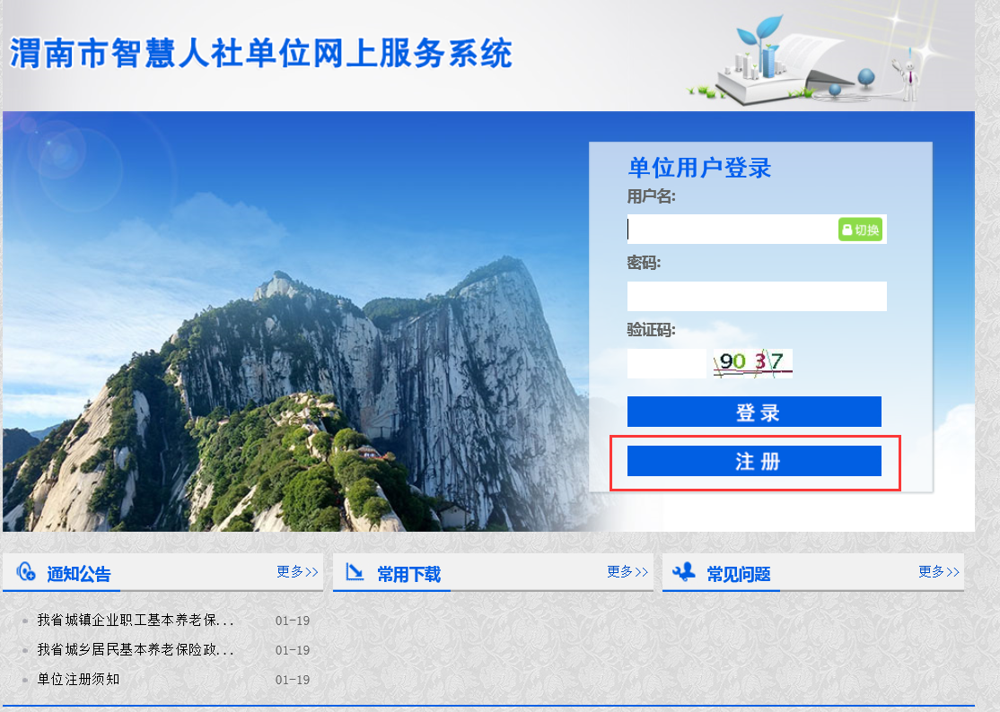 渭南市智慧人社单位网上服务系统
单位用户登录
用户名:
切换
密码:
验证码:
9037
登 录
注 册
通知公告 更多>>
我省城镇企业职工基本养老保... 01-19
我省城乡居民基本养老保险政... 01-19
单位注册须知 01-19
常用下载 更多>>
常见问题 更多>>